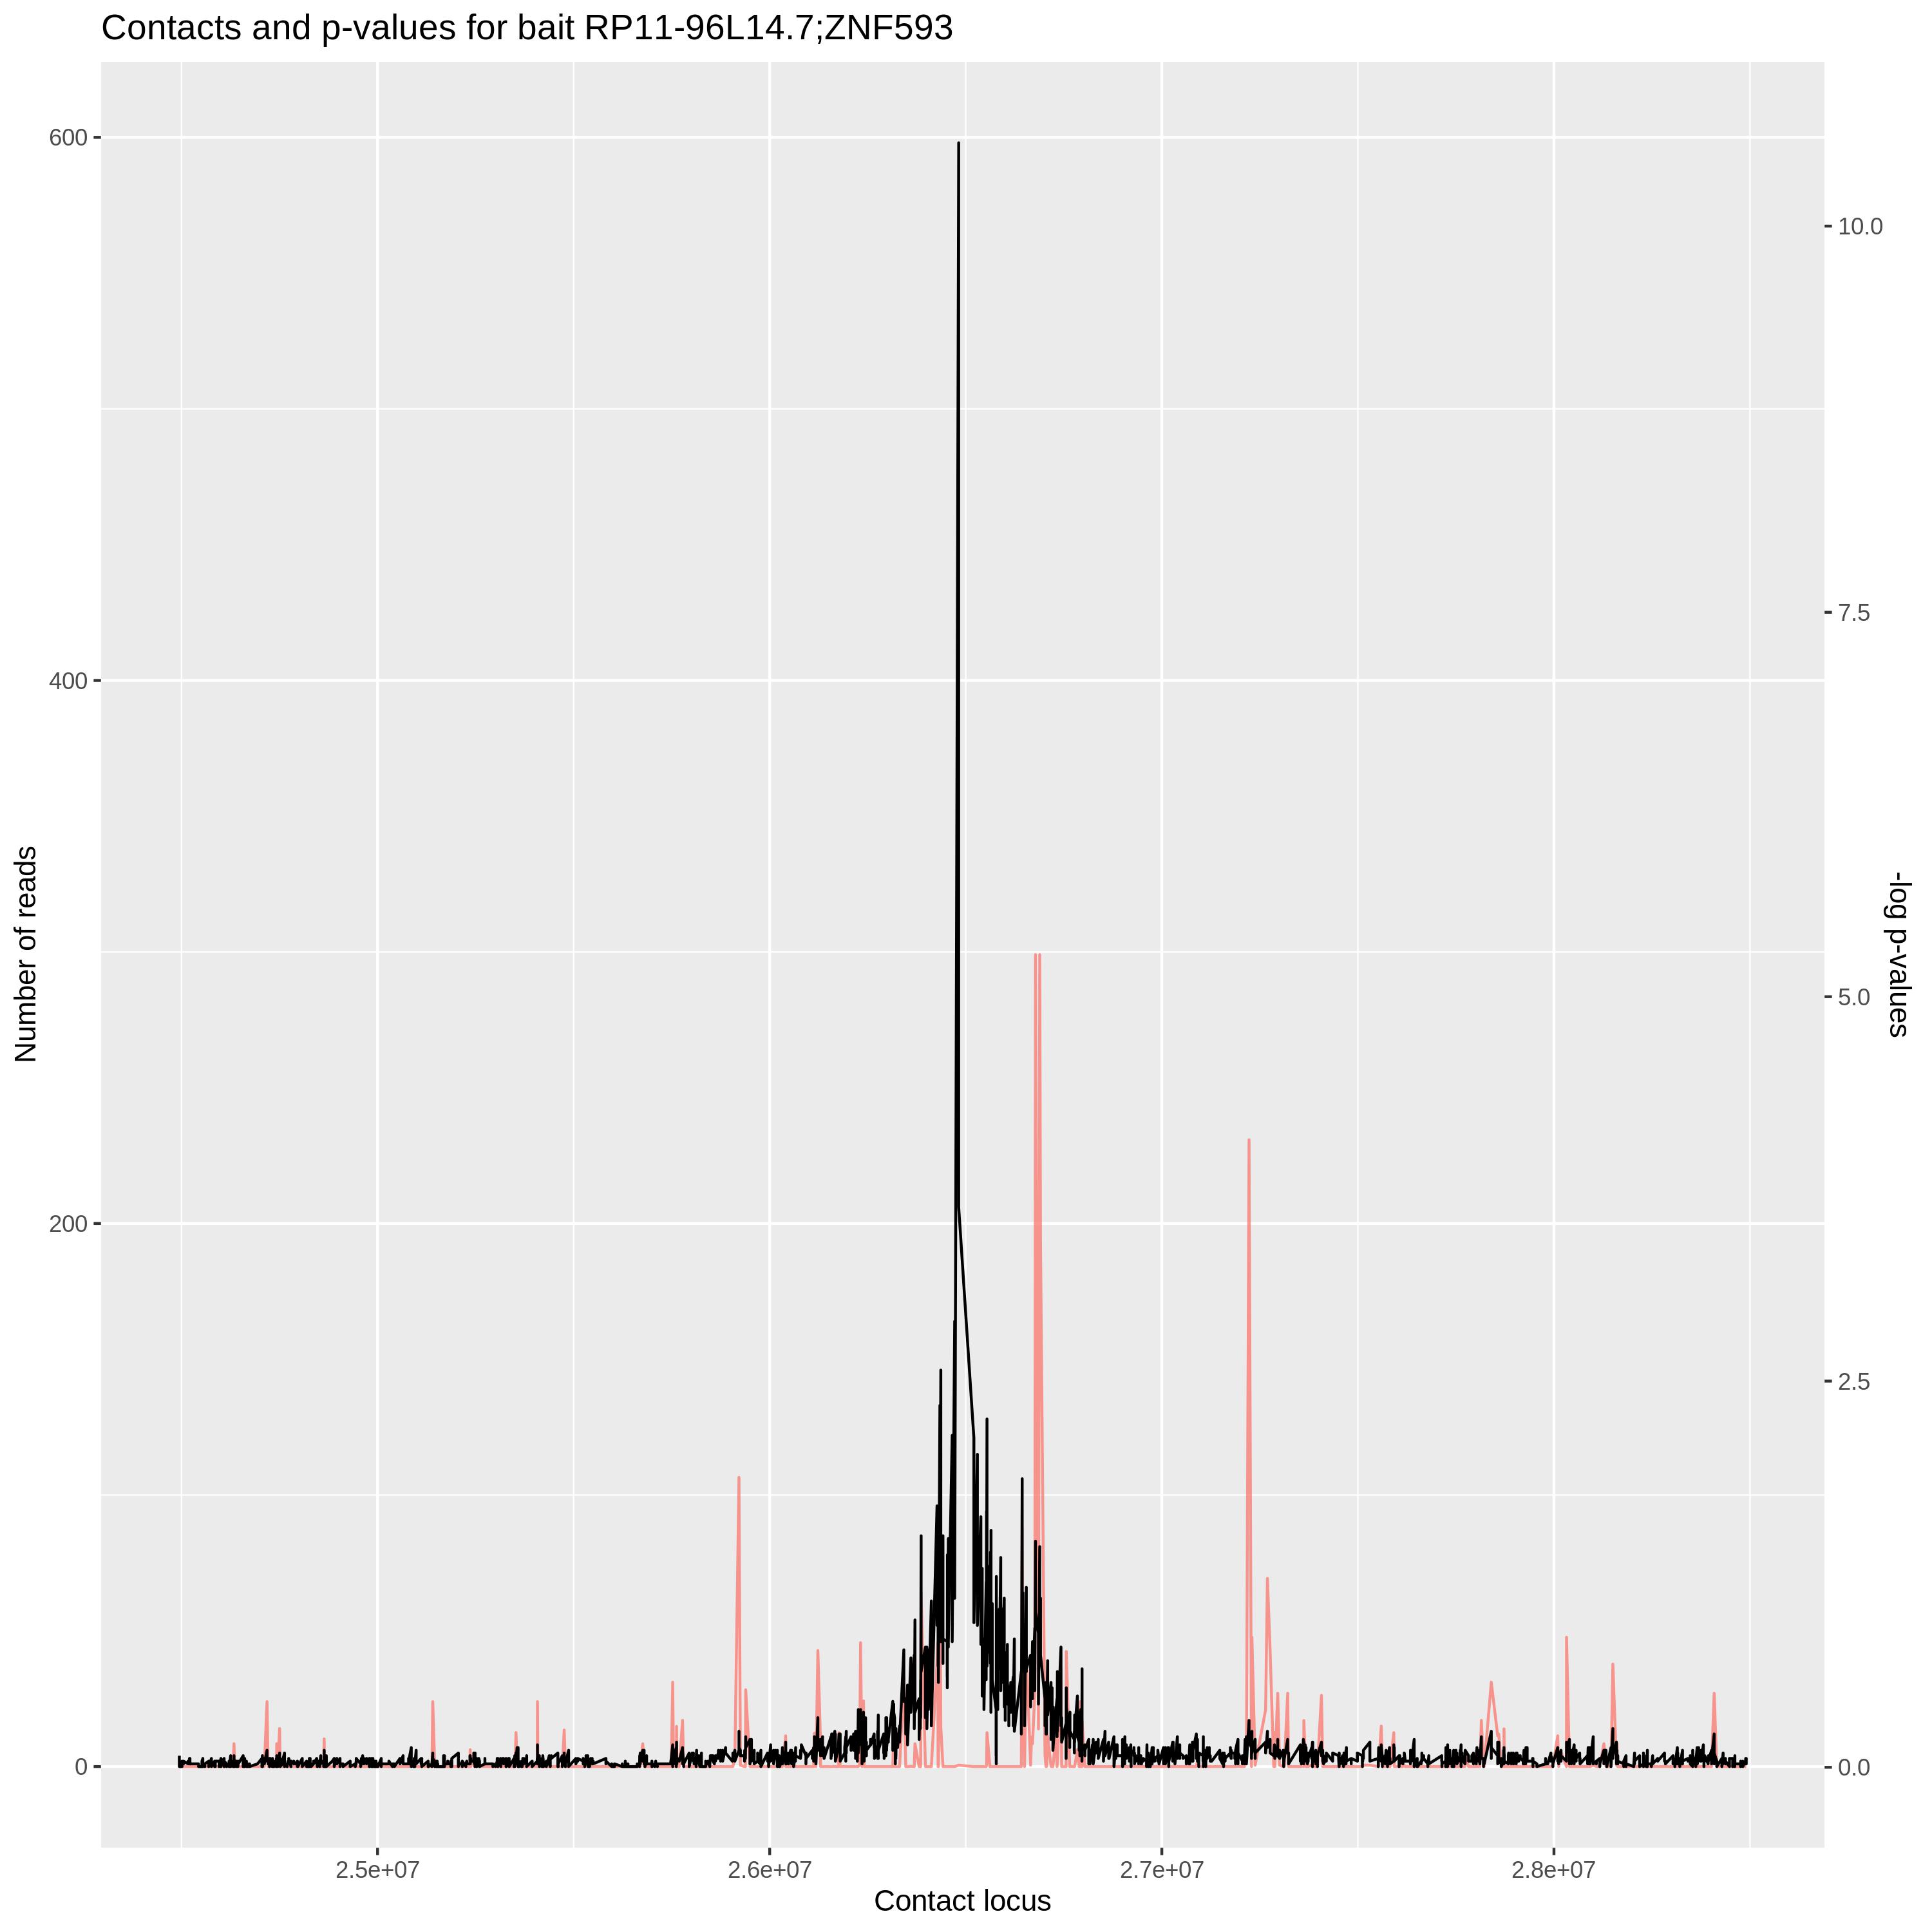 Contacts and p-values for bait RP11-96L14.7;ZNF593
600
400
200
0
Number of reads
10.0
7.5
5.0
2.5
0.0
-log p-values
2.5e+07
2.6e+07
2.7e+07
2.8e+07
Contact locus